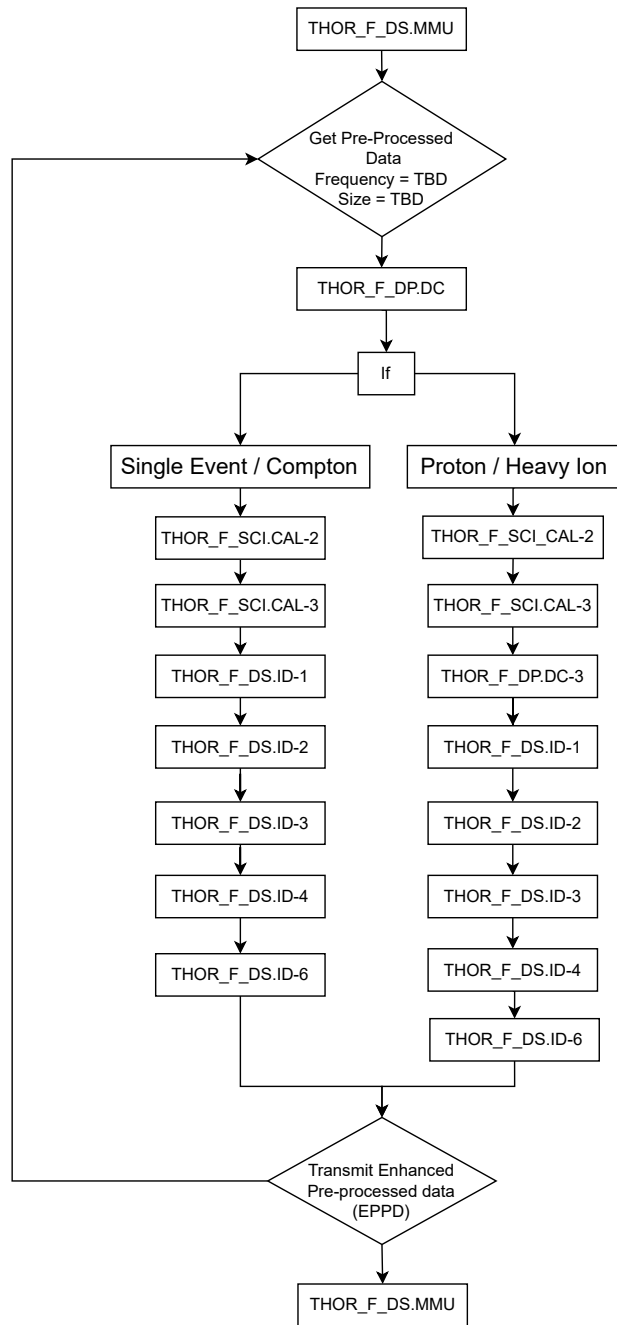 THOR_F_DS.MMU
Get Pre-Processed
Data
Frequency = TBD
Size = TBD
THOR_F_DP.DC
If
Single Event / Compton
THOR_F_SCI.CAL-2
THOR_F_SCI.CAL-3
THOR_F_DS.ID-1
THOR_F_DS.ID-2
THOR_F_DS.ID-3
THOR_F_DS.ID-4
THOR_F_DS.ID-6
Proton / Heavy Ion
THOR_F_SCI_CAL-2
THOR_F_SCI.CAL-3
THOR_F_DP.DC-3
THOR_F_DS.ID-1
THOR_F_DS.ID-2
THOR_F_DS.ID-3
THOR_F_DS.ID-4
THOR_F_DS.ID-6
Transmit Enhanced
Pre-processed data
(EPPD)
THOR_F_DS.MMU